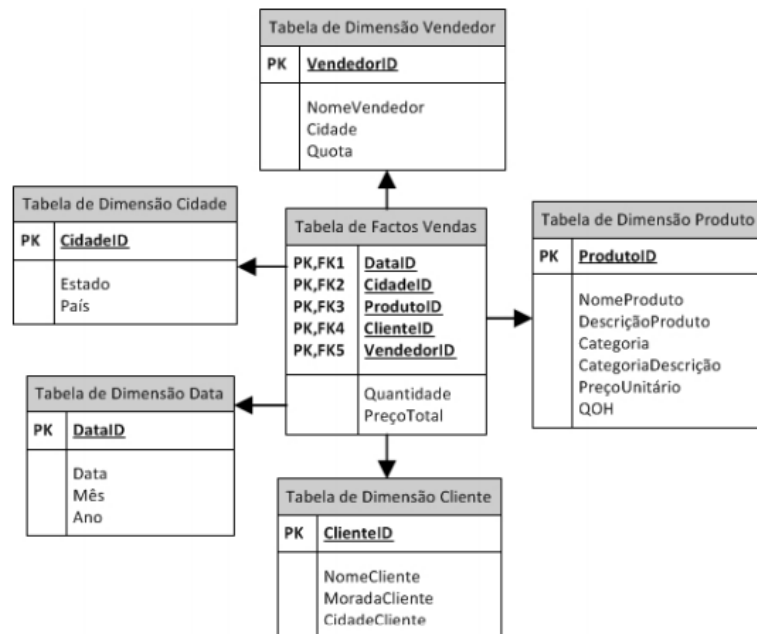 Tabela de Dimensão Vendedor
PK VendedorID
NomeVendedor
Cidade
Quota
Tabela de Dimensão Cidade
PK CidadeID
Estado
País
Tabela de Factos Vendas
PK,FK1 DataID
PK,FK2 CidadeID
PK,FK3 ProdutoID
PK,FK4 ClienteID
PK,FK5 VendedorID
Quantidade
PreçoTotal
Tabela de Dimensão Produto
PK ProdutoID
NomeProduto
DescriçãoProduto
Categoria
CategoriaDescrição
PreçoUnitário
QOH
Tabela de Dimensão Data
PK DataID
Data
Mês
Ano
Tabela de Dimensão Cliente
PK ClienteID
NomeCliente
MoradaCliente
CidadeCliente